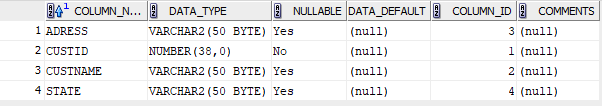 COLUMN_N... DATA_TYPE NULLABLE DATA_DEFAULT COLUMN_ID COMMENTS
1 ADRESS VARCHAR2(50 BYTE) Yes (null) 3 (null)
2 CUSTID NUMBER(38,0) No (null) 1 (null)
3 CUSTNAME VARCHAR2(50 BYTE) Yes (null) 2 (null)
4 STATE VARCHAR2(50 BYTE) Yes (null) 4 (null)